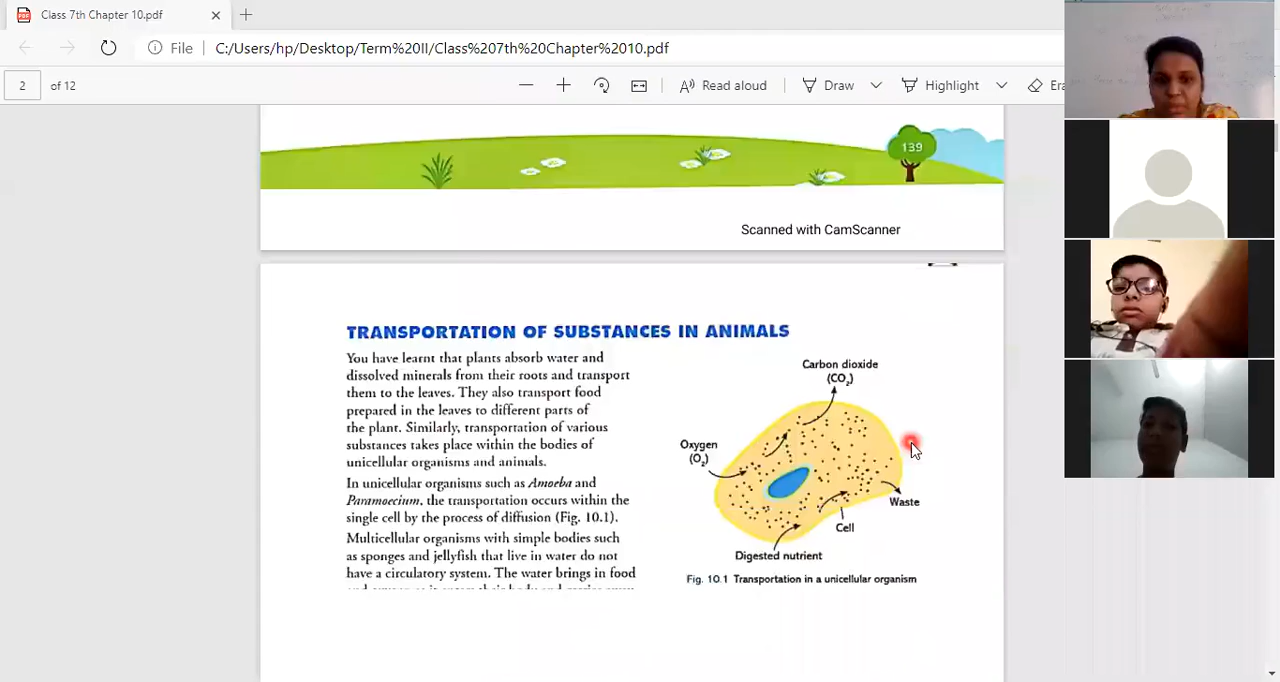 Class 7th Chapter 10.pdf
File
C:/Users/hp/Desktop/Term%20II/Class%207th%20Chapter%2010.pdf
2 of 12
Read aloud
Draw
Highlight
139
Scanned with CamScanner
TRANSPORTATION OF SUBSTANCES IN ANIMALS
You have learnt that plants absorb water and
dissolved minerals from their roots and transport
them to the leaves. They also transport food
prepared in the leaves to different parts of
the plant. Similarly, transportation of various
substances takes place within the bodies of
unicellular organisms and animals.
In unicellular organisms such as Amoeba and
Paramoecium, the transportation occurs within the
single cell by the process of diffusion (Fig. 10.1).
Multicellular organisms with simple bodies such
as sponges and jellyfish that live in water do not
have a circulatory system. The water brings in food
Carbon dioxide
(CO2)
Oxygen
(O2)
Waste
Cell
Digested nutrient
Fig. 10.1 Transportation in a unicellular organism